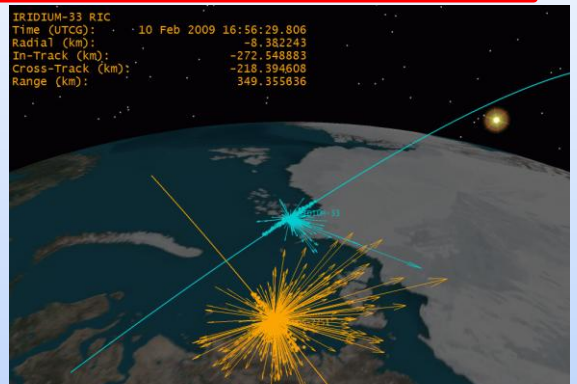 IRIDIUM-33 RIC
Time (UTCG): 10 Feb 2009 16:56:29.806
Radial (km): -8.382243
In-Track (km): -272.548883
Cross-Track (km): -218.394608
Range (km): 349.355836